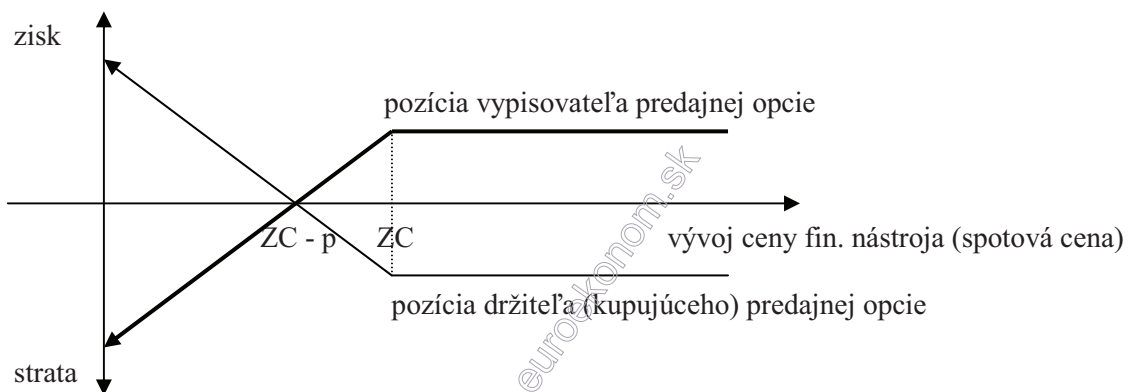 zisk
pozícia vypisovateľa predajnej opcie
ZC - p
ZC
vývoj ceny fin. nástroja (spotová cena)
pozícia držiteľa (kupujúceho) predajnej opcie
strata
euroekonom.sk